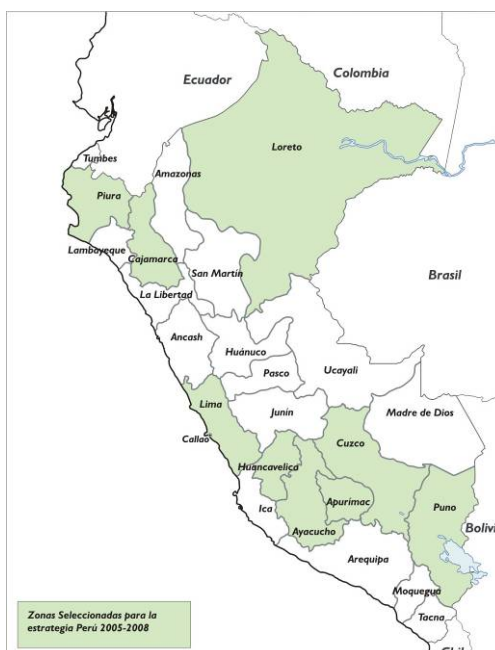 Ecuador
Colombia
Loreto
Tumbes
Amazonas
Piura
Lambayeque
Cajamarca
San Martín
Brasil
La Libertad
Ancash
Huánuco
Pasco
Ucayali
Lima
Junín
Madre de Dios
Callao
Cuzco
Huancavelica
Ica
Apurímac
Puno
Ayacucho
Bolivi
Arequipa
Moquegua
Tacna
Zonas Seleccionadas para la
estrategia Perú 2005-2008